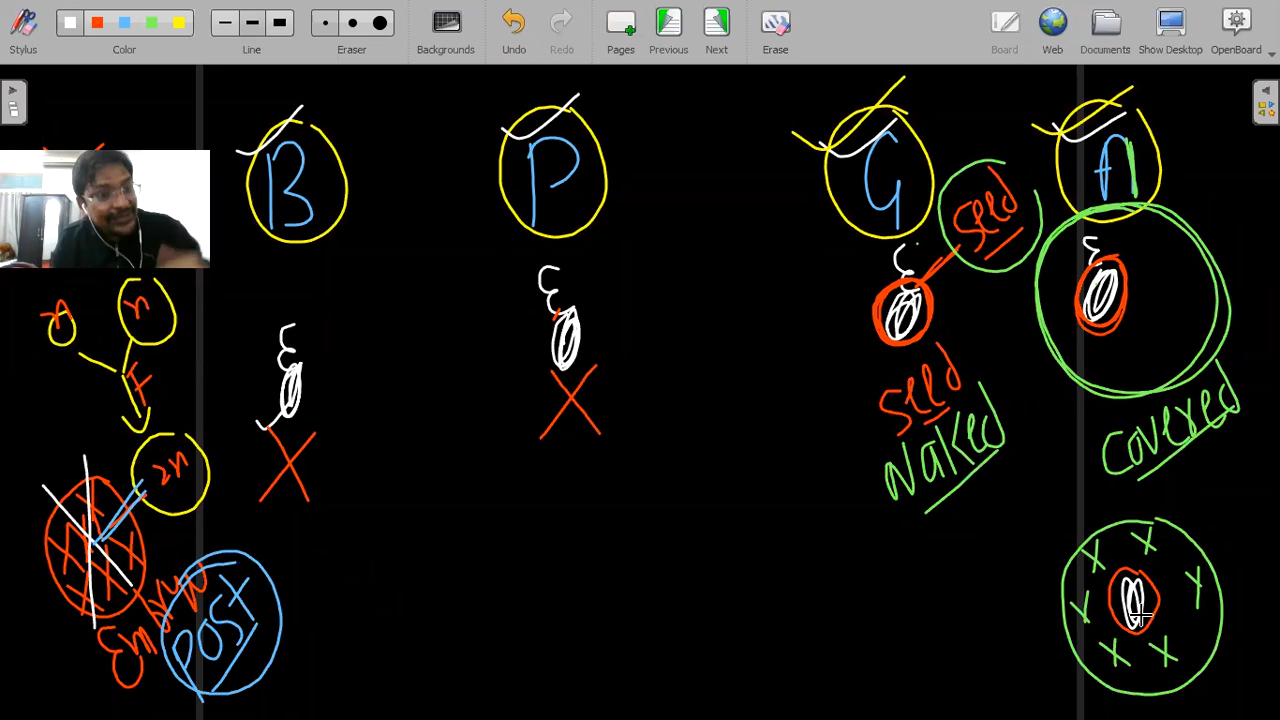 Stylus
Color
Line
Eraser
Backgrounds
Undo
Redo
Pages
Previous
Next
Erase
Board
Web
Documents
Show Desktop
OpenBoard
B
P
G
A
Seed
n
F
2n
ξ
ξ
ξ
ξ
X
X
Seed
Naked
Covered
Embryo
POST
X X
X
X X
X X